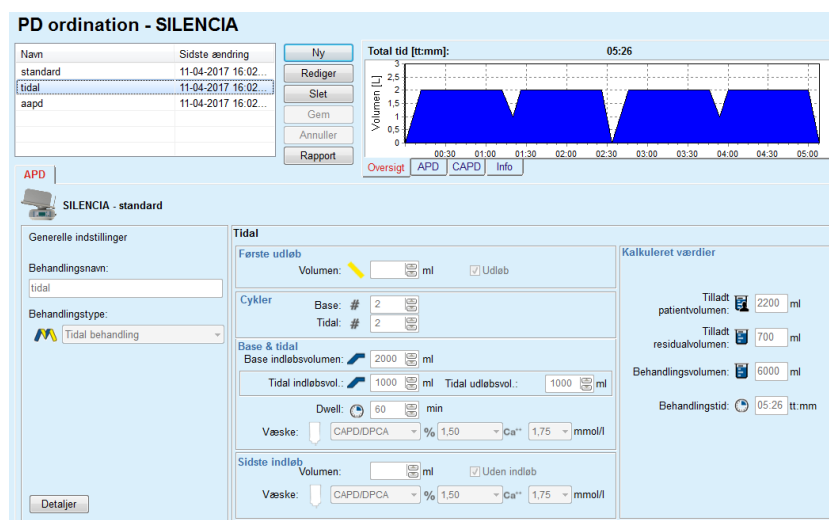 PD ordination - SILENCIA
Navn Sidste ændring
standard 11-04-2017 16:02...
tidal 11-04-2017 16:02...
aapd 11-04-2017 16:02...
Ny
Rediger
Slet
Gem
Annuller
Rapport
Total tid [tt:mm]: 05:26
Volumen [L]
3
2,5
2
1,5
1
0,5
0
00:30 01:00 01:30 02:00 02:30 03:00 03:30 04:00 04:30 05:00
Oversigt APD CAPD Info
APD
SILENCIA - standard
Generelle indstillinger
Behandlingsnavn:
tidal
Behandlingstype:
Tidal behandling
Detaljer
Tidal
Første udløb
Volumen: ml Udløb
Cykler Base: # 2
Tidal: # 2
Base & tidal
Base indløbsvolumen: 2000 ml
Tidal indløbsvol.: 1000 ml Tidal udløbsvol.: 1000 ml
Dwell: 60 min
Væske: CAPD/DPCA % 1,50 Ca++ 1,75 mmol/l
Sidste indløb
Volumen: ml Uden indløb
Væske: CAPD/DPCA % 1,50 Ca++ 1,75 mmol/l
Kalkuleret værdier
Tilladt
patientvolumen: 2200 ml
Tilladt
residualvolumen: 700 ml
Behandlingsvolumen: 6000 ml
Behandlingstid: 05:26 tt:mm